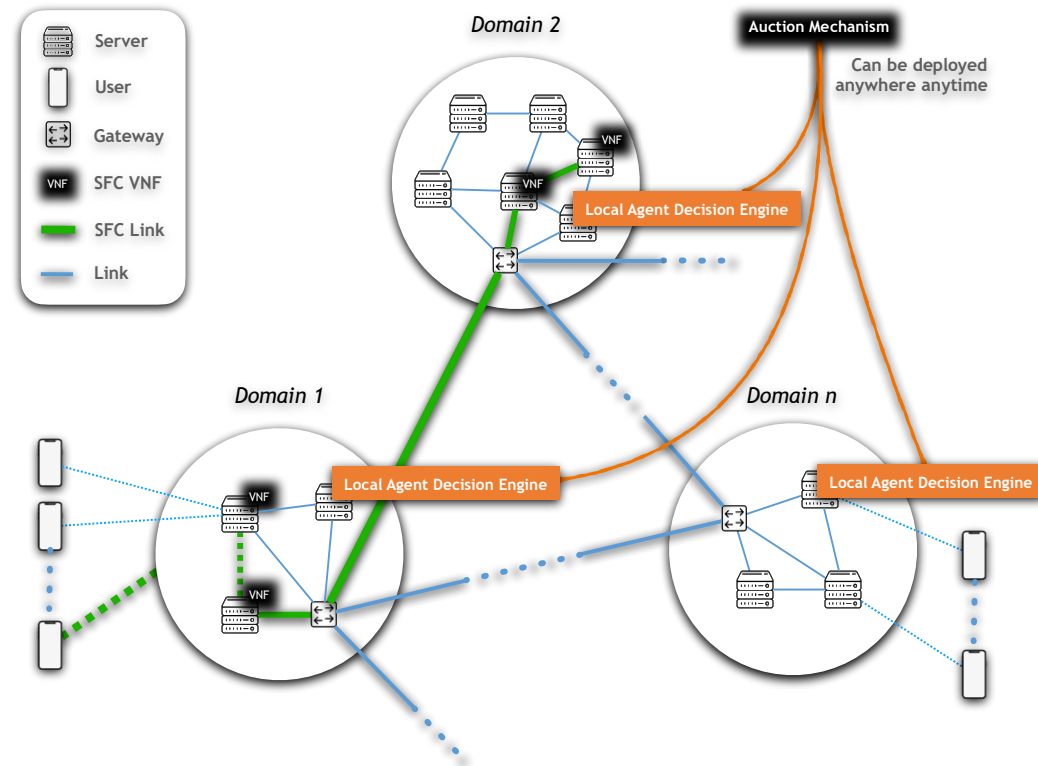 Server
User
Gateway
VNF
SFC VNF
SFC Link
Link
Domain 2
Auction Mechanism
Can be deployed
anywhere anytime
VNF
VNF
Local Agent Decision Engine
Domain 1
Domain n
Local Agent Decision Engine
Local Agent Decision Engine
VNF
VNF